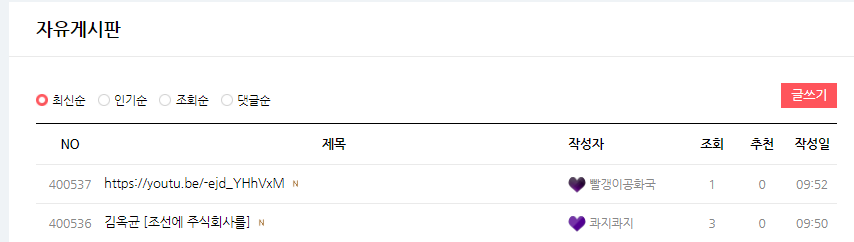 자유게시판
최신순 인기순 조회순 댓글순 글쓰기
NO 제목 작성자 조회 추천 작성일
400537 https://youtu.be/-ejd_YHhVxM N 빨갱이공화국 1 0 09:52
400536 김옥균 [조선에 주식회사를] N 콰지콰지 3 0 09:50